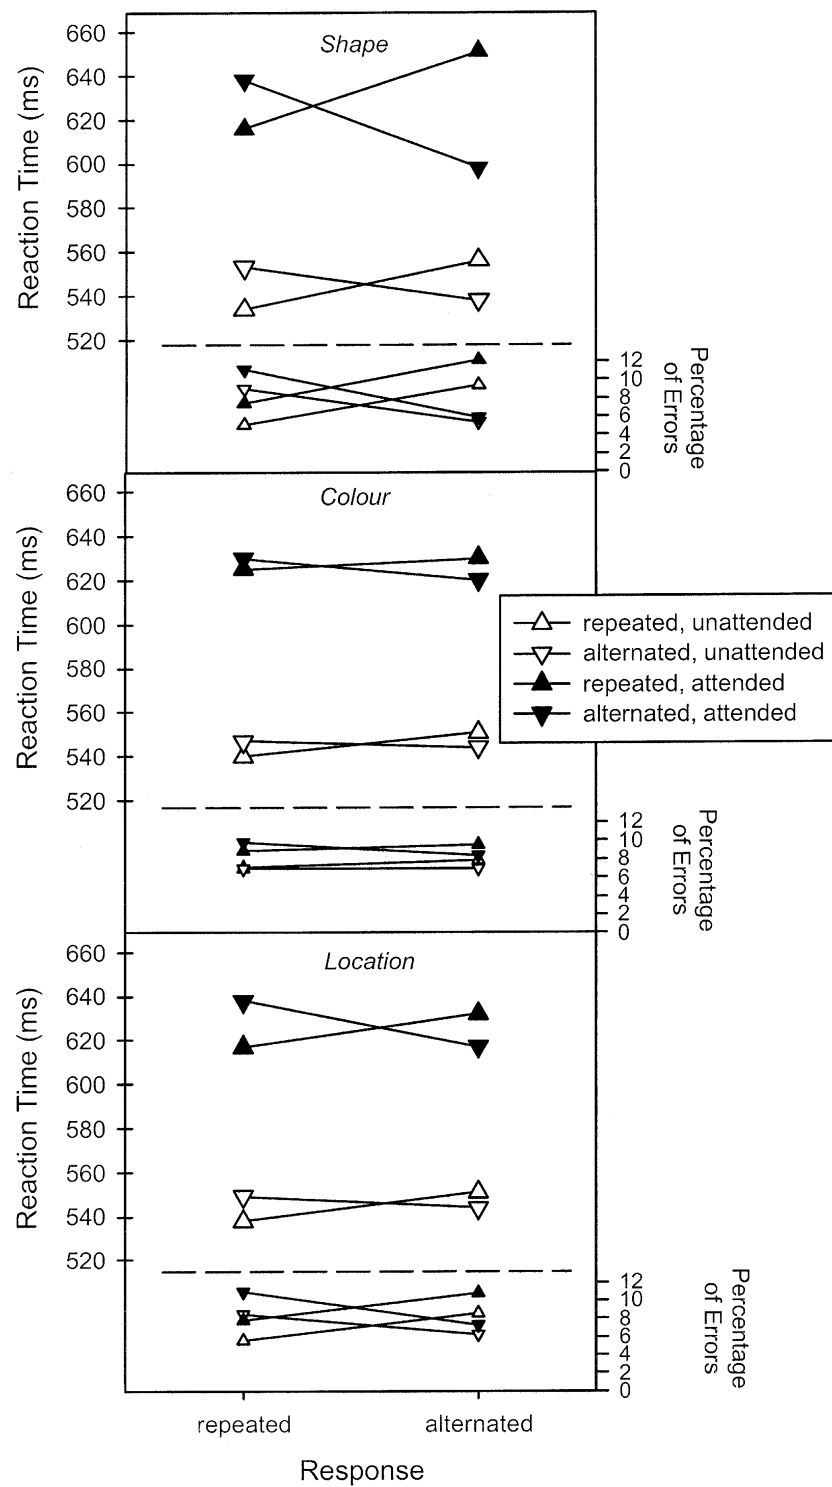 Shape
Reaction Time (ms)
660
640
620
600
580
560
540
520
12
10
8
6
4
2
0
Percentage
of Errors
Colour
Reaction Time (ms)
660
640
620
600
580
560
540
520
repeated, unattended
alternated, unattended
repeated, attended
alternated, attended
12
10
8
6
4
2
0
Percentage
of Errors
Location
Reaction Time (ms)
660
640
620
600
580
560
540
520
12
10
8
6
4
2
0
Percentage
of Errors
repeated
alternated
Response